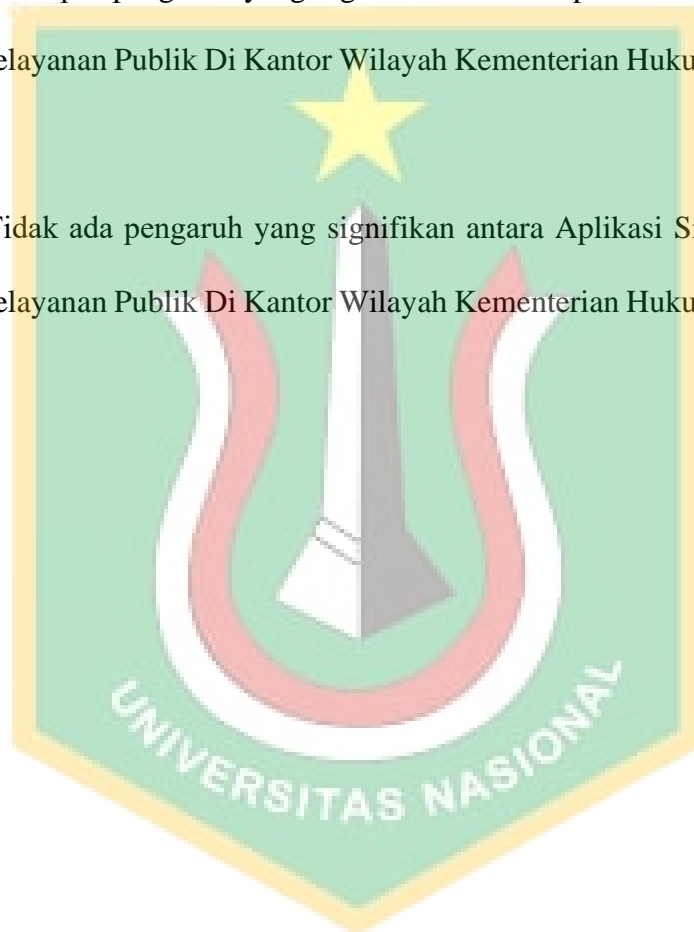 elayanan Publik Di Kantor Wilayah Kementerian Huku
Tidak ada pengaruh yang signifikan antara Aplikasi Si
elayanan Publik Di Kantor Wilayah Kementerian Huku
UNIVERSITAS NASIONAL